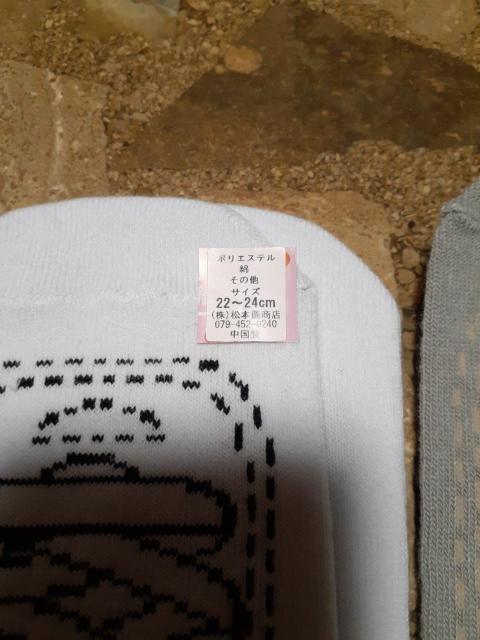 ポリエステル
綿
その他
サイズ
22〜24cm
(株)松本商店
079-452-0240
中国製